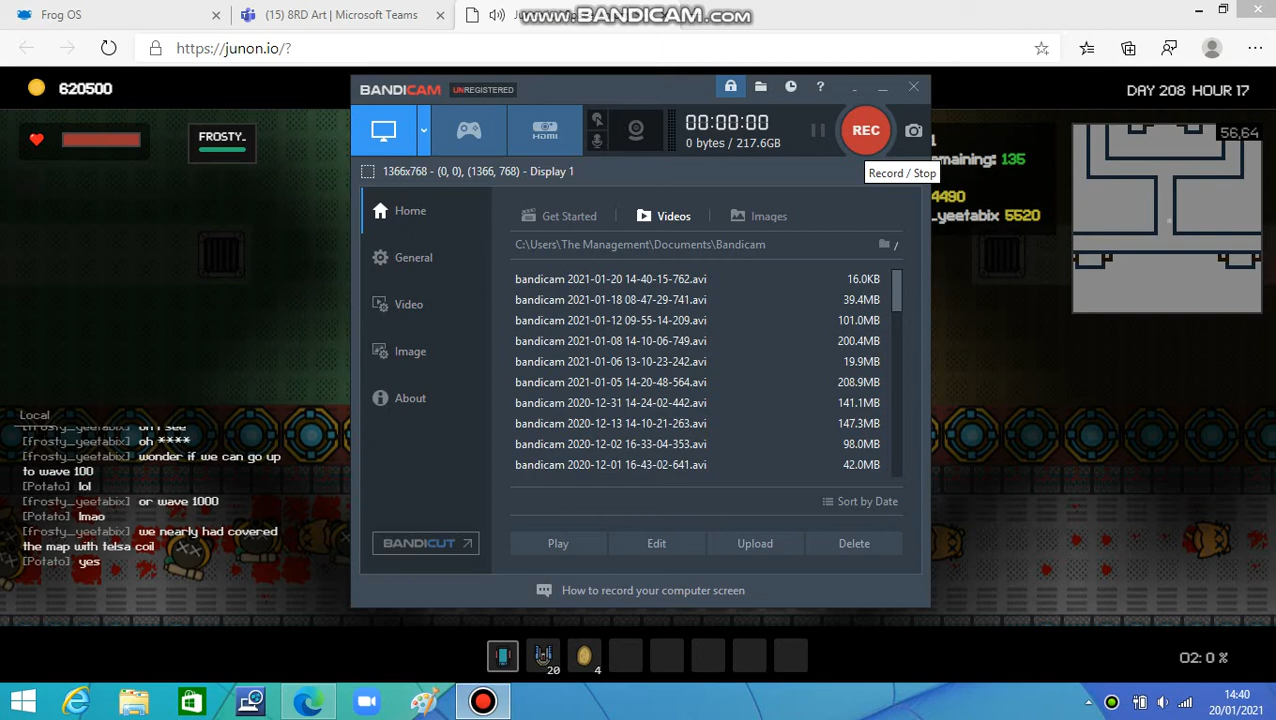 Frog OS
(15) 8RD Art | Microsoft Teams
www.BANDICAM.com
https://junon.io/?
620500
FROSTY_
DAY 208 HOUR 17
BANDICAM UNREGISTERED
?
00:00:00
0 bytes / 217.6GB
REC
HDMI
Record / Stop
1366x768 - (0, 0), (1366, 768) - Display 1
emaining: 135
4490
_yeetabix 5520
56,64
Home
General
Video
Image
About
BANDICUT
Get Started
Videos
Images
C:\Users\The Management\Documents\Bandicam
/
bandicam 2021-01-20 14-40-15-762.avi 16.0KB
bandicam 2021-01-18 08-47-29-741.avi 39.4MB
bandicam 2021-01-12 09-55-14-209.avi 101.0MB
bandicam 2021-01-08 14-10-06-749.avi 200.4MB
bandicam 2021-01-06 13-10-23-242.avi 19.9MB
bandicam 2021-01-05 14-20-48-564.avi 208.9MB
bandicam 2020-12-31 14-24-02-442.avi 141.1MB
bandicam 2020-12-13 14-10-21-263.avi 147.3MB
bandicam 2020-12-02 16-33-04-353.avi 98.0MB
bandicam 2020-12-01 16-43-02-641.avi 42.0MB
Sort by Date
Play Edit Upload Delete
How to record your computer screen
Local
[frosty_yeetabix] oh i see
[frosty_yeetabix] oh ****
[frosty_yeetabix] wonder if we can go up
to wave 100
[Potato] lol
[frosty_yeetabix] or wave 1000
[Potato] lmao
[frosty_yeetabix] we nearly had covered
the map with telsa coil
[Potato] yes
20
4
O2: 0 %
14:40
20/01/2021